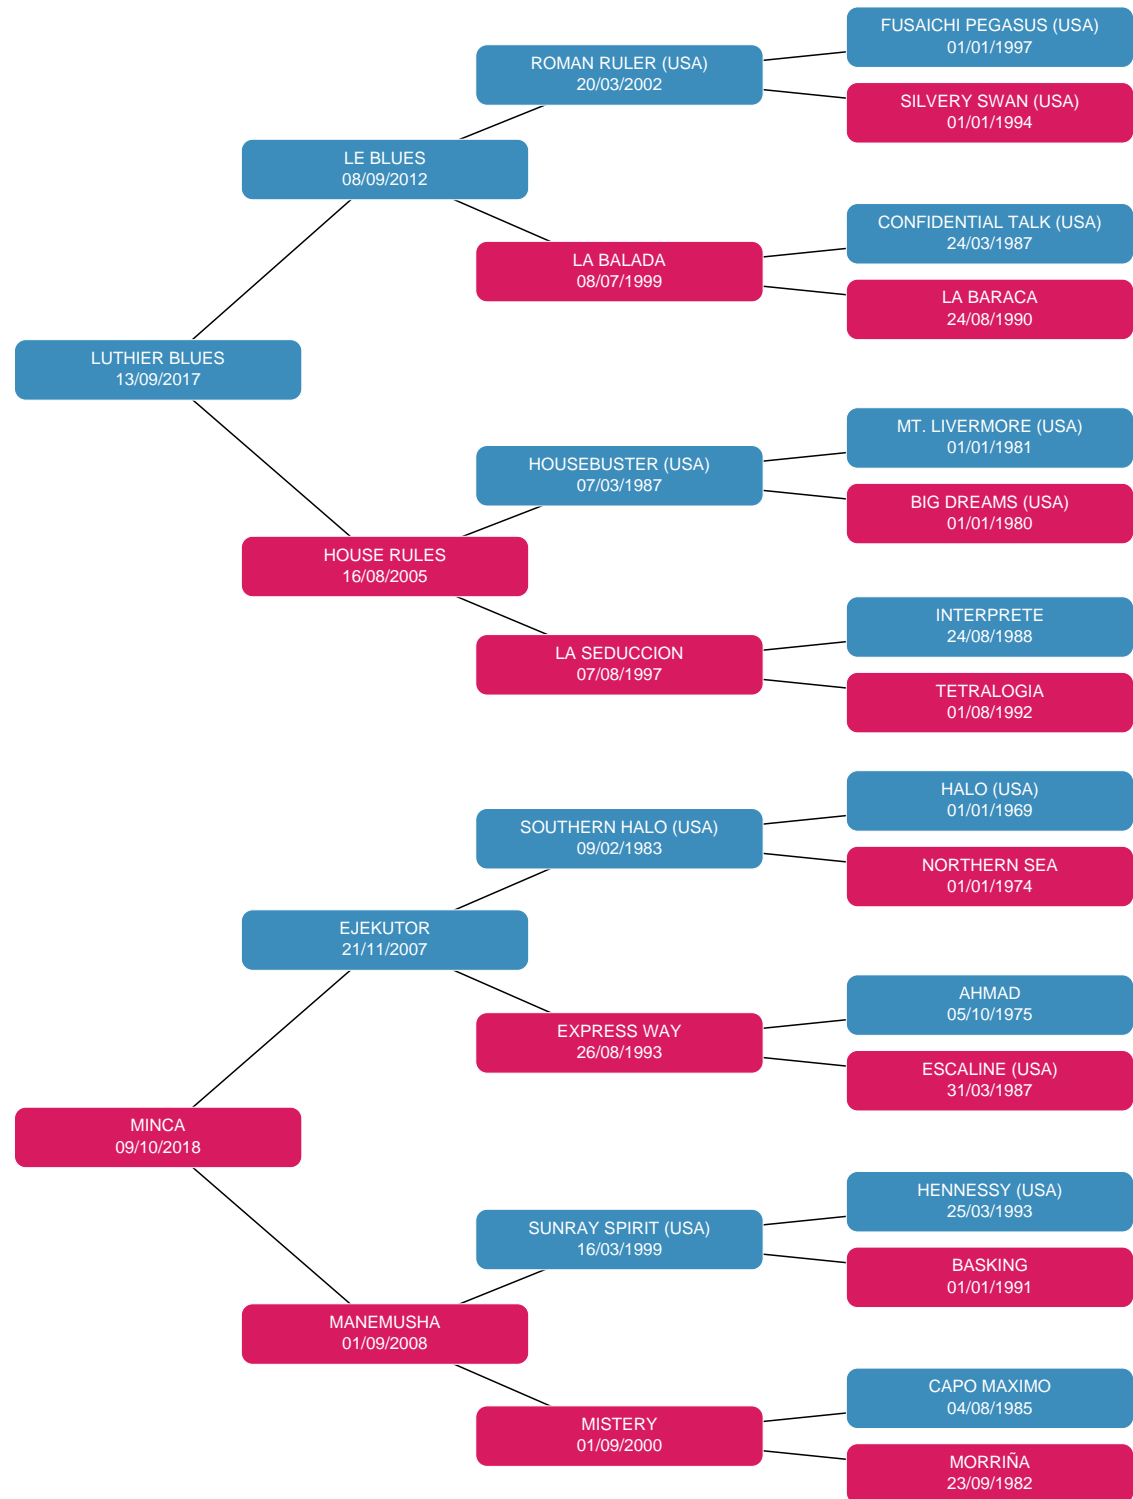 FUSAICHI PEGASUS (USA)
01/01/1997
ROMAN RULER (USA)
20/03/2002
SILVERY SWAN (USA)
01/01/1994
LE BLUES
08/09/2012
CONFIDENTIAL TALK (USA)
24/03/1987
LA BALADA
08/07/1999
LA BARACA
24/08/1990
LUTHIER BLUES
13/09/2017
MT. LIVERMORE (USA)
01/01/1981
HOUSEBUSTER (USA)
07/03/1987
BIG DREAMS (USA)
01/01/1980
HOUSE RULES
16/08/2005
INTERPRETE
24/08/1988
LA SEDUCCION
07/08/1997
TETRALOGIA
01/08/1992
HALO (USA)
01/01/1969
SOUTHERN HALO (USA)
09/02/1983
NORTHERN SEA
01/01/1974
EJEKUTOR
21/11/2007
AHMAD
05/10/1975
EXPRESS WAY
26/08/1993
ESCALINE (USA)
31/03/1987
MINCA
09/10/2018
HENNESSY (USA)
25/03/1993
SUNRAY SPIRIT (USA)
16/03/1999
BASKING
01/01/1991
MANEMUSHA
01/09/2008
CAPO MAXIMO
04/08/1985
MISTERY
01/09/2000
MORRIÑA
23/09/1982